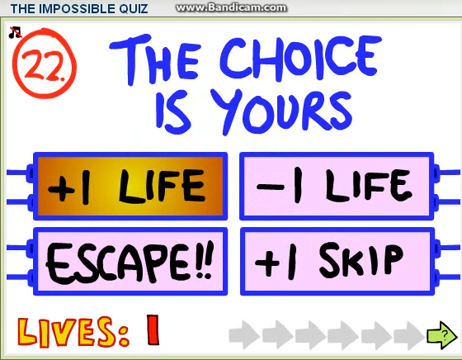 THE IMPOSSIBLE QUIZ
www.Bandicam.com
22.
THE CHOICE
IS YOURS
+1 LIFE
-1 LIFE
ESCAPE!!
+1 SKIP
LIVES: 1
?